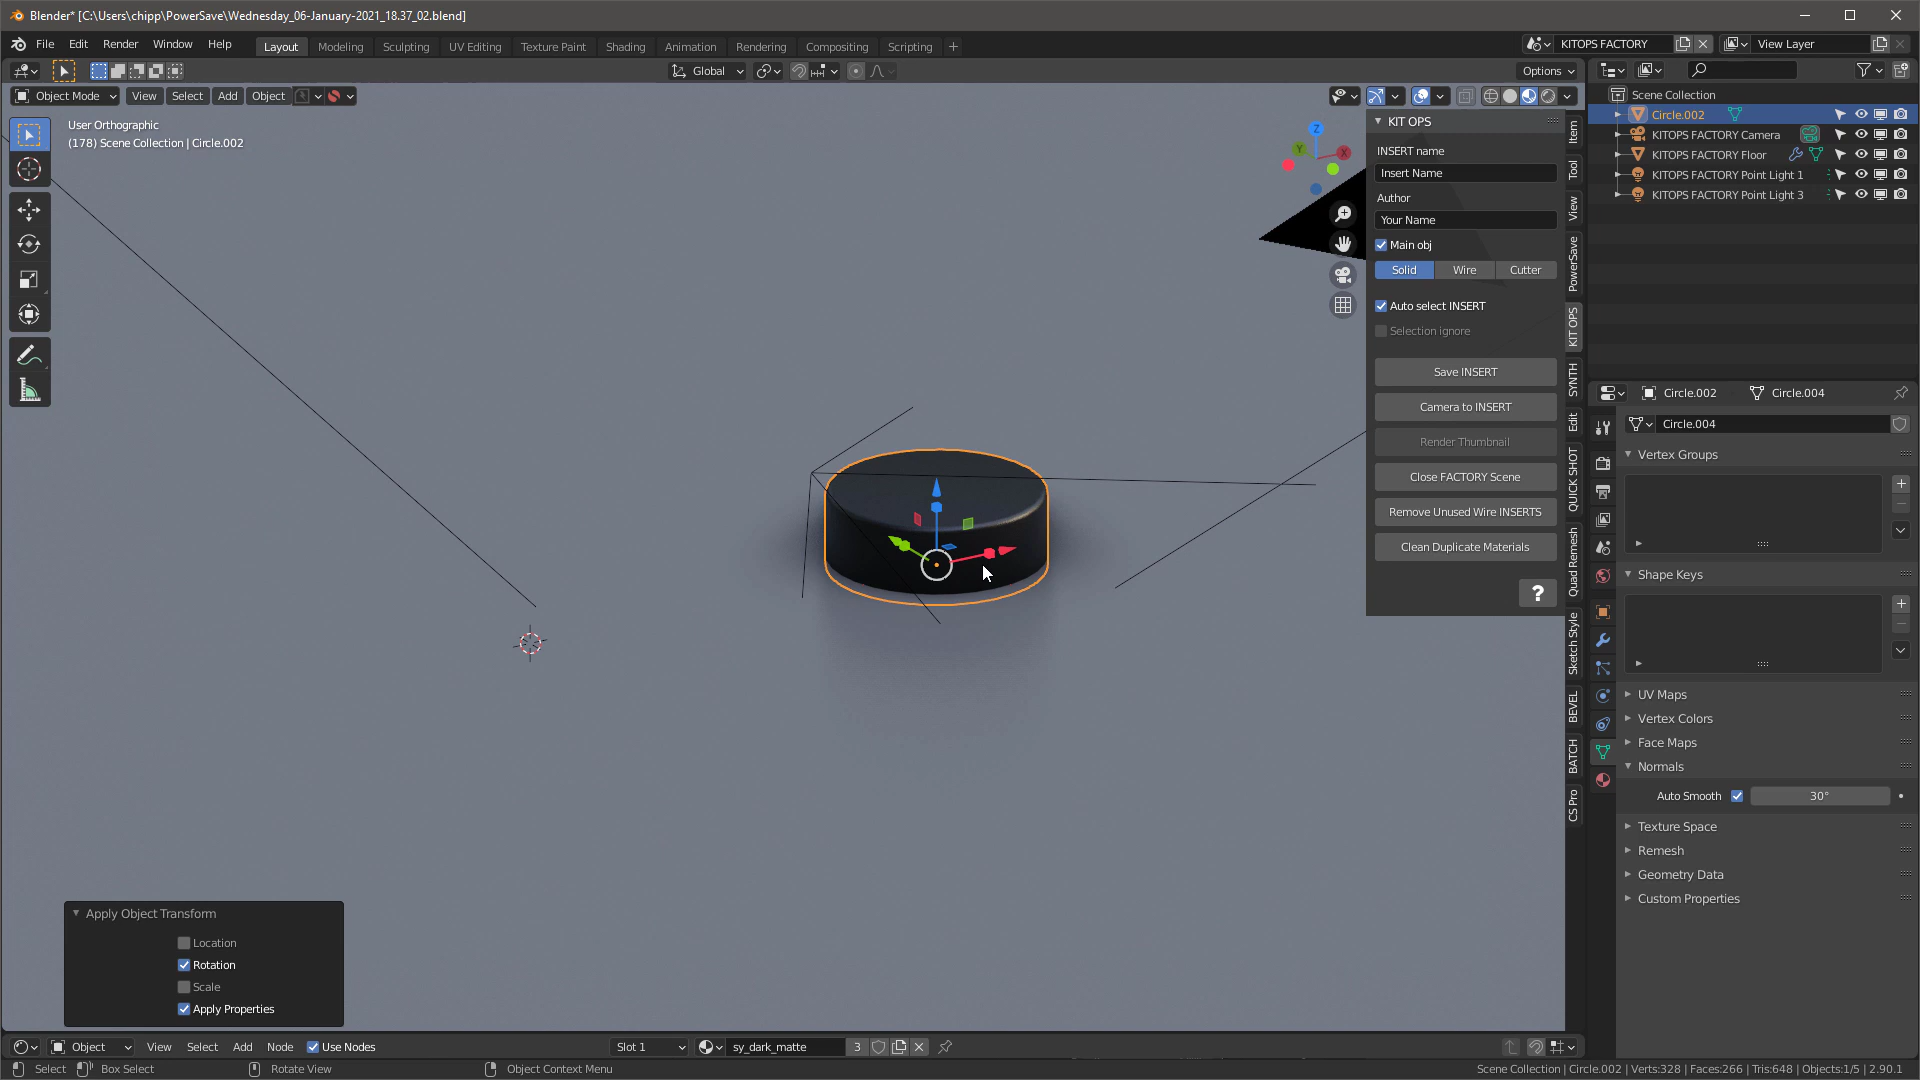 Blender* [C:\Users\chipp\PowerSave\Wednesday_06-January-2021_18.37_02.blend]
File Edit Render Window Help Layout Modeling Sculpting UV Editing Texture Paint Shading Animation Rendering Compositing Scripting + KITOPS FACTORY View Layer
Global Options
Object Mode View Select Add Object
User Orthographic
(178) Scene Collection | Circle.002
Z
Y
X
KIT OPS
INSERT name
Insert Name
Author
Your Name
Main obj
Solid Wire Cutter
Auto select INSERT
Selection ignore
Save INSERT
Camera to INSERT
Render Thumbnail
Close FACTORY Scene
Remove Unused Wire INSERTS
Clean Duplicate Materials
?
Item
Tool
View
PowerSave
KIT OPS
SYNTH
Edit
QUICK SHOT
Quad Remesh
Sketch Style
BEVEL
BATCH
CS Pro
Scene Collection
Circle.002
KITOPS FACTORY Camera
KITOPS FACTORY Floor
KITOPS FACTORY Point Light 1
KITOPS FACTORY Point Light 3
Circle.002 Circle.004
Circle.004
Vertex Groups
Shape Keys
UV Maps
Vertex Colors
Face Maps
Normals
Auto Smooth 30°
Texture Space
Remesh
Geometry Data
Custom Properties
Apply Object Transform
Location
Rotation
Scale
Apply Properties
Object View Select Add Node Use Nodes Slot 1 sy_dark_matte 3
Select Box Select Rotate View Object Context Menu Scene Collection | Circle.002 | Verts:328 | Faces:266 | Tris:648 | Objects:1/5 | 2.90.1